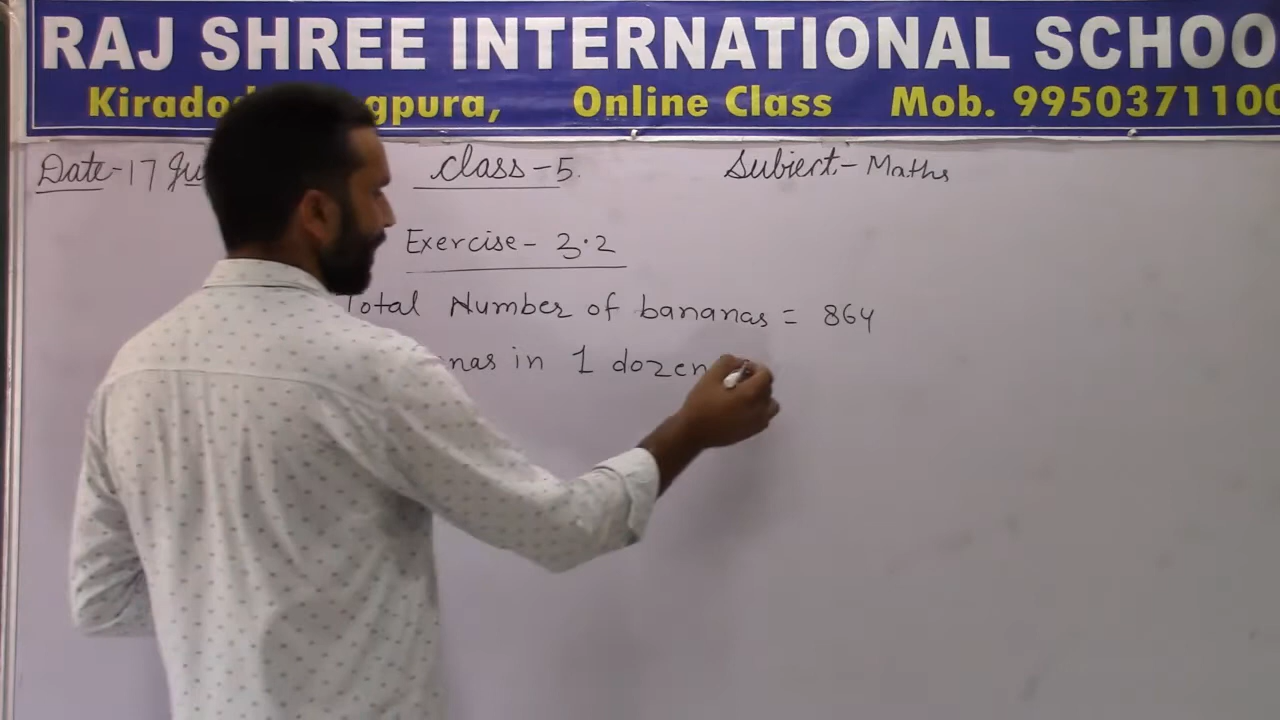 RAJ SHREE INTERNATIONAL SCHOO
Online Class Mob. 9950371100
Date-17 Class-5. Subject-Maths
Exercise-3.2
Total Number of bananas = 864
in 1 dozen